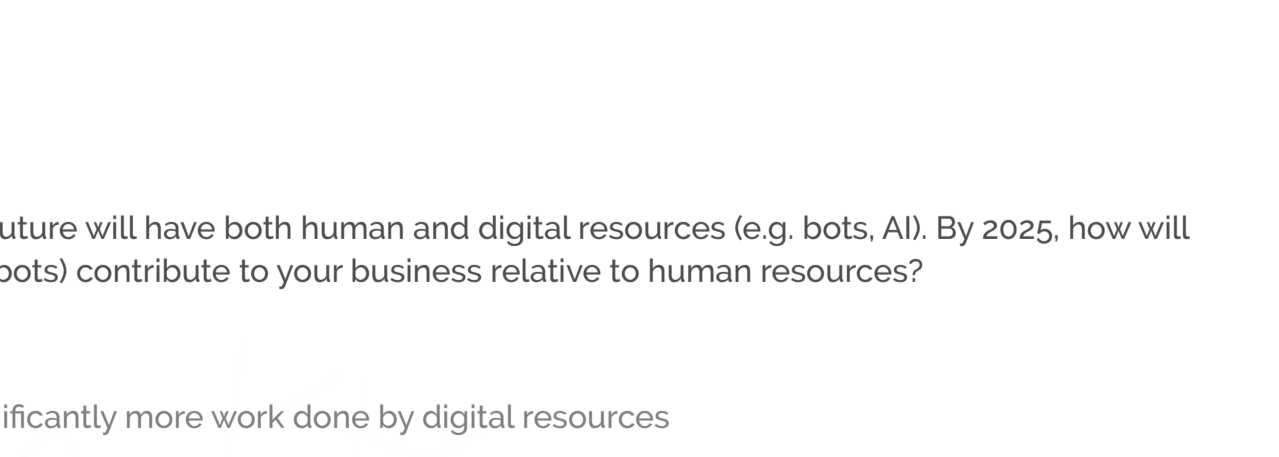 uture will have both human and digital resources (e.g. bots, AI). By 2025, how will
bots) contribute to your business relative to human resources?
ificantly more work done by digital resources